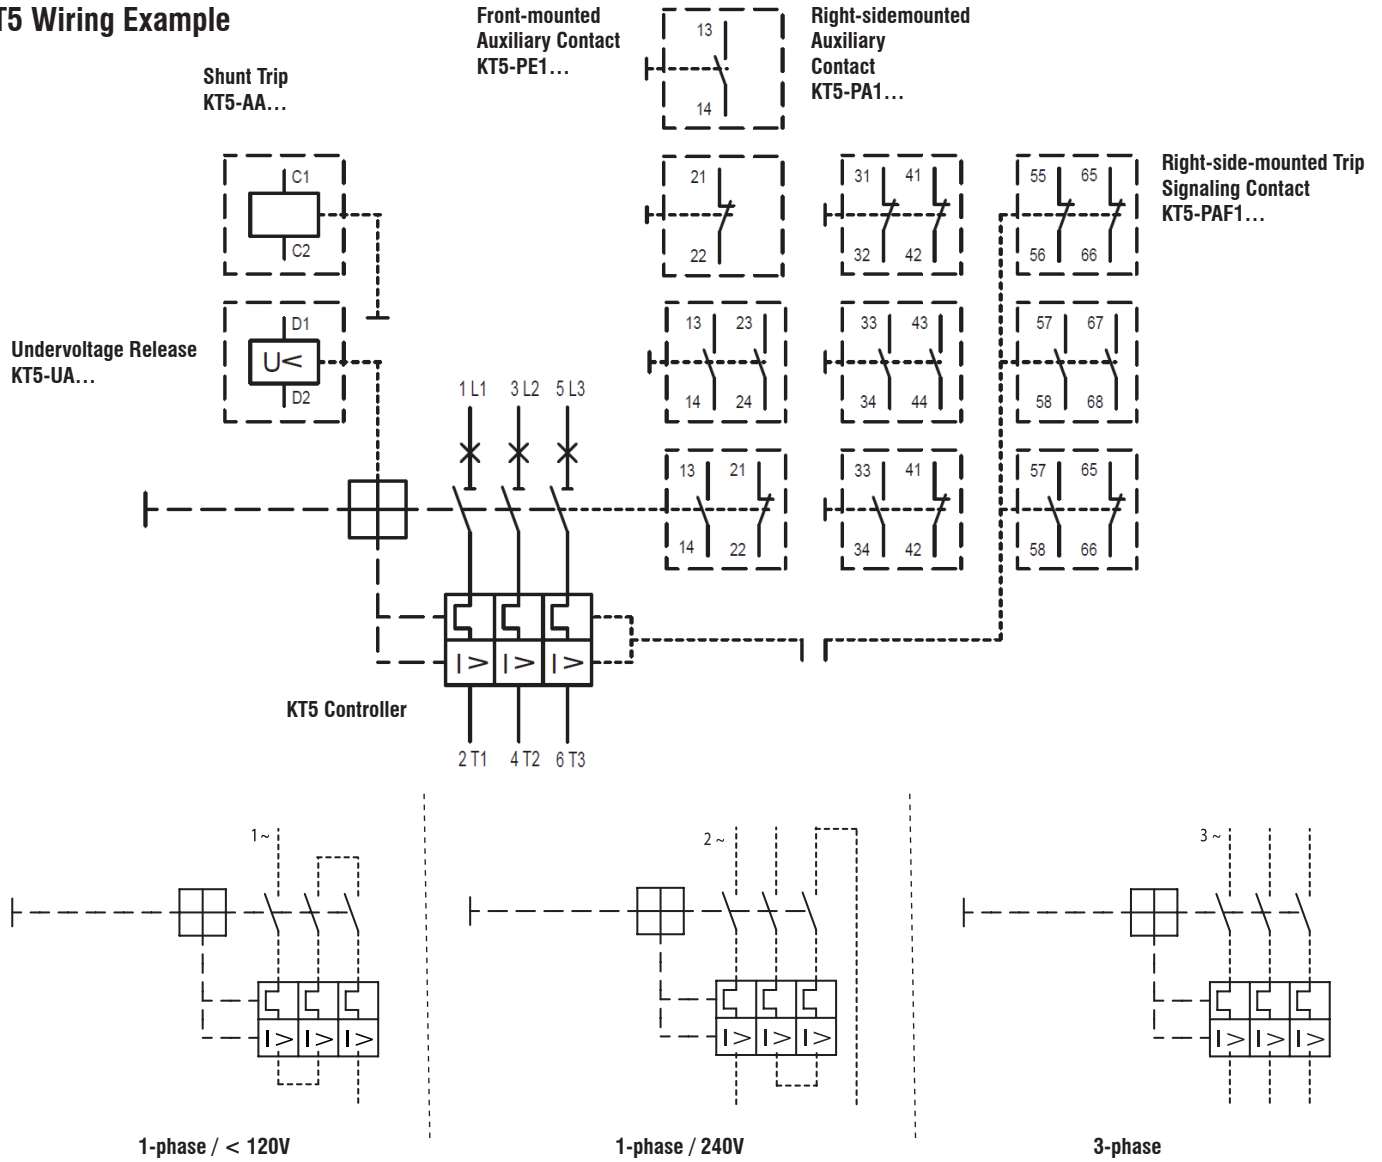 T5 Wiring Example
Shunt Trip
KT5-AA...
Front-mounted
Auxiliary Contact
KT5-PE1...
Right-sidemounted
Auxiliary
Contact
KT5-PA1...
Right-side-mounted Trip
Signaling Contact
KT5-PAF1...
Undervoltage Release
KT5-UA...
C1
C2
D1
U<
D2
13
14
21
22
31 41
32 42
55 65
56 66
13 23
14 24
33 43
34 44
57 67
58 68
1 L1 3 L2 5 L3
13 21
14 22
33 41
34 42
57 65
58 66
I > I > I >
KT5 Controller
2 T1 4 T2 6 T3
1 ~
I > I > I >
1-phase / < 120V
2 ~
I > I > I >
1-phase / 240V
3 ~
I > I > I >
3-phase